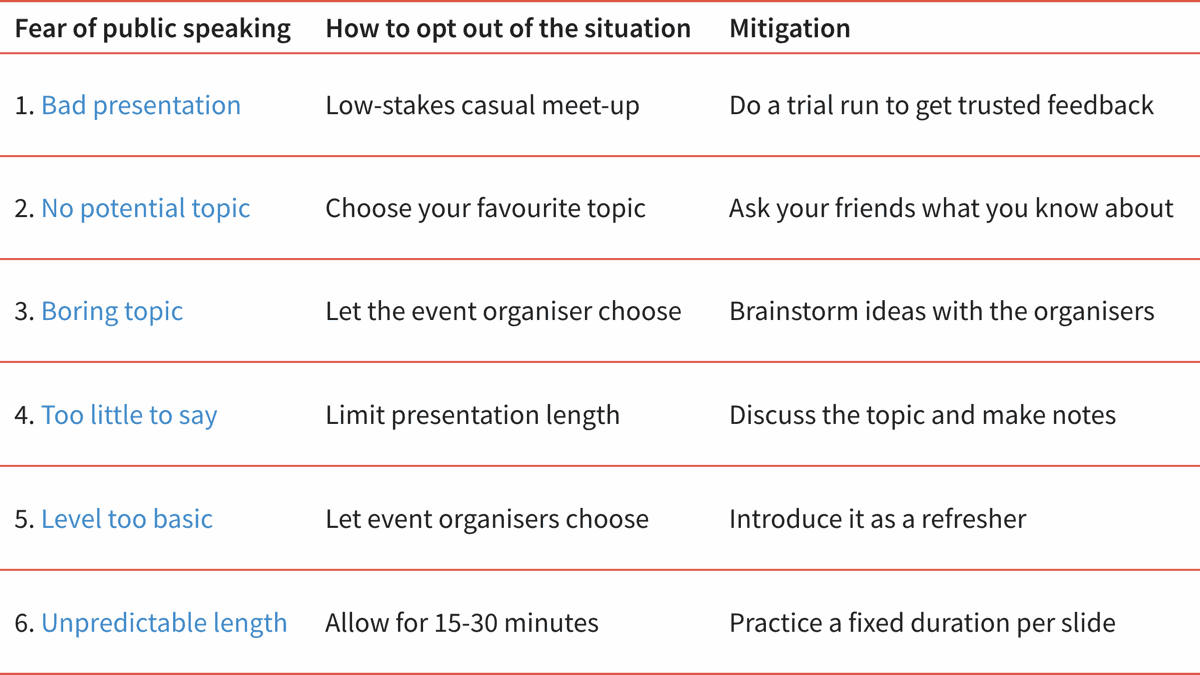 Fear of public speaking How to opt out of the situation Mitigation
1. Bad presentation Low-stakes casual meet-up Do a trial run to get trusted feedback
2. No potential topic Choose your favourite topic Ask your friends what you know about
3. Boring topic Let the event organiser choose Brainstorm ideas with the organisers
4. Too little to say Limit presentation length Discuss the topic and make notes
5. Level too basic Let event organisers choose Introduce it as a refresher
6. Unpredictable length Allow for 15-30 minutes Practice a fixed duration per slide